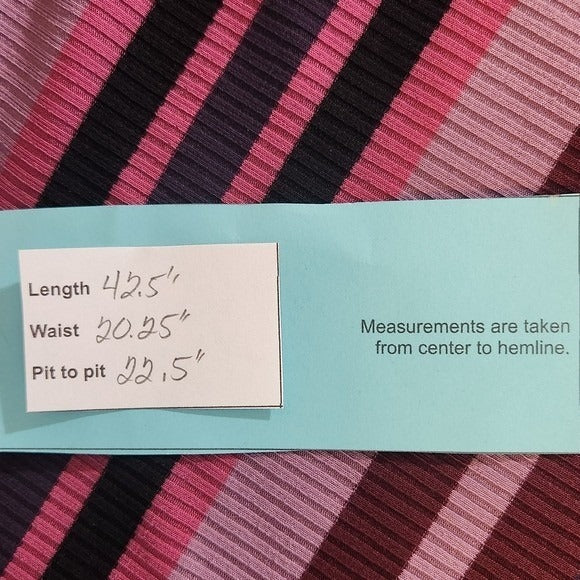 Length 42.5"
Waist 20.25"
Pit to pit 22.5"
Measurements are taken
from center to hemline.